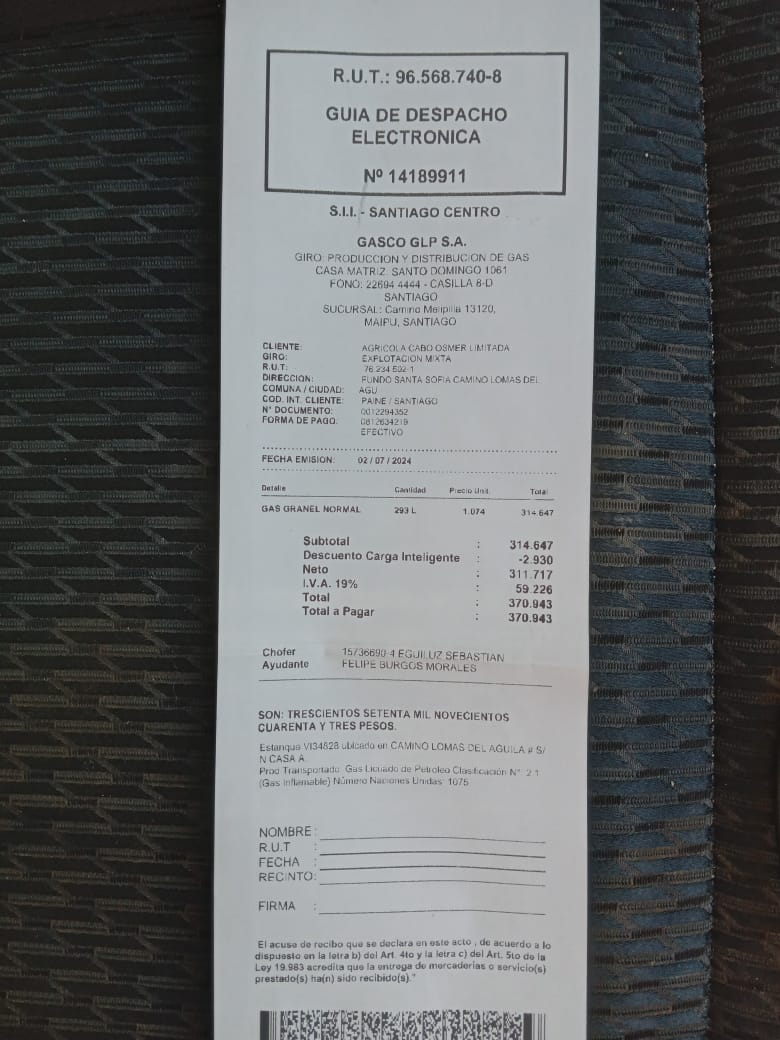 R.U.T.: 96.568.740-8
GUIA DE DESPACHO
ELECTRONICA
Nº 14189911
S.I.I. - SANTIAGO CENTRO
GASCO GLP S.A.
GIRO: PRODUCCION Y DISTRIBUCION DE GAS
CASA MATRIZ: SANTO DOMINGO 1061
FONO: 22694 4444 - CASILLA 8-D
SANTIAGO
SUCURSAL: Camino Melipilla 13120,
MAIPU, SANTIAGO
CLIENTE: AGRICOLA CABO OSMER LIMITADA
GIRO: EXPLOTACION MIXTA
R.U.T: 76.234.502-1
DIRECCION: FUNDO SANTA SOFIA CAMINO LOMAS DEL
COMUNA / CIUDAD: AGU
COD. INT. CLIENTE: PAINE / SANTIAGO
N° DOCUMENTO: 0012294352
FORMA DE PAGO: 0812634219
EFECTIVO
FECHA EMISION: 02 / 07 / 2024
Detalle Cantidad Precio Unit. Total
GAS GRANEL NORMAL 293 L 1.074 314.647
Subtotal : 314.647
Descuento Carga Inteligente : -2.930
Neto : 311.717
I.V.A. 19% : 59.226
Total : 370.943
Total a Pagar : 370.943
Chofer 15736690-4 EGUILUZ SEBASTIAN
Ayudante FELIPE BURGOS MORALES
SON: TRESCIENTOS SETENTA MIL NOVECIENTOS
CUARENTA Y TRES PESOS.
Estanque VI34828 ubicado en CAMINO LOMAS DEL AGUILA # S/
N CASA A
Prod Transportado: Gas Licuado de Petroleo Clasificación N°. 2.1
(Gas Inflamable) Número Naciones Unidas: 1075
NOMBRE :
R.U.T :
FECHA :
RECINTO:
FIRMA :
El acuse de recibo que se declara en este acto , de acuerdo a lo
dispuesto en la letra b) del Art. 4to y la letra c) del Art. 5to de la
Ley 19.983 acredita que la entrega de mercaderias o servicio(s)
prestado(s) ha(n) sido recibido(s)."